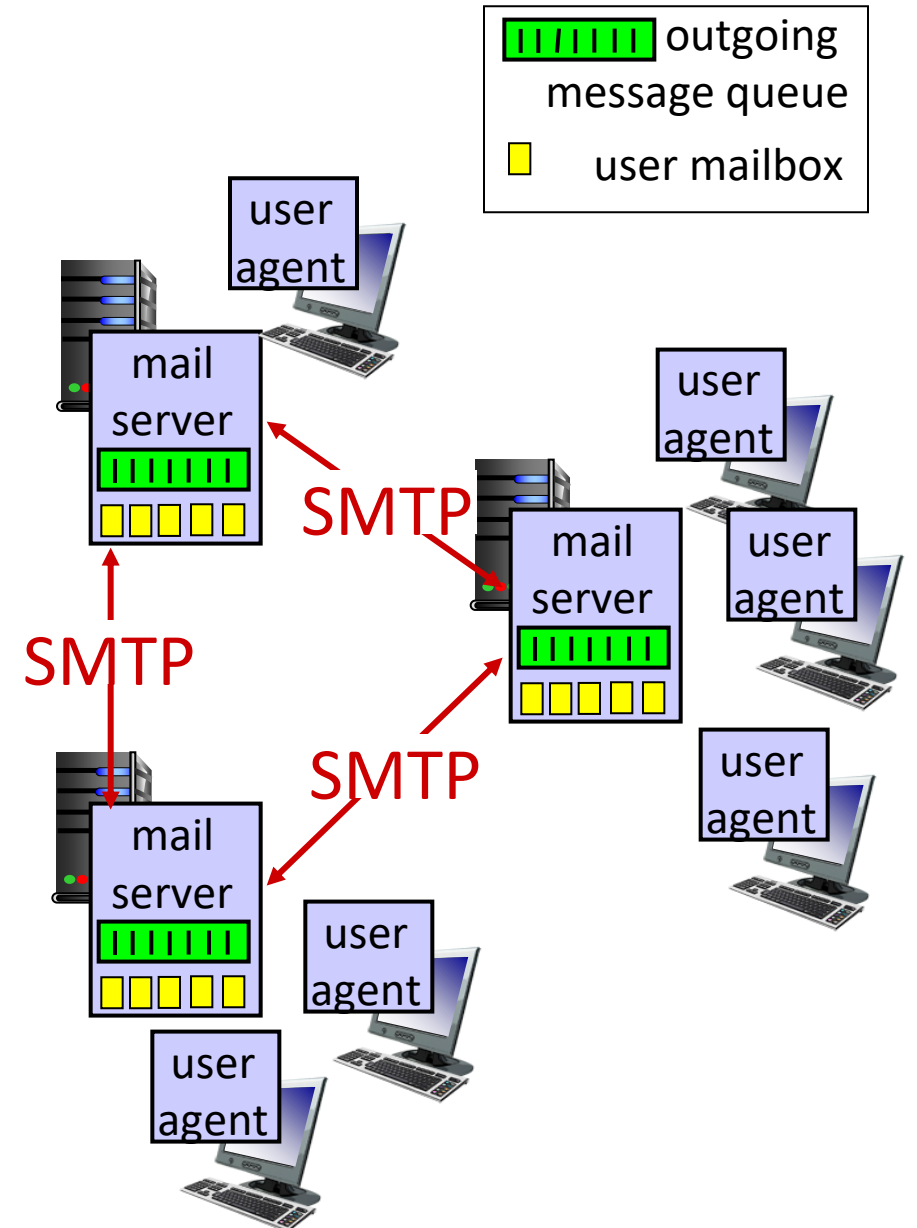 outgoing
message queue
user mailbox
user
agent
mail
server
user
agent
SMTP
mail
server
user
agent
SMTP
user
agent
SMTP
mail
server
user
agent
user
agent